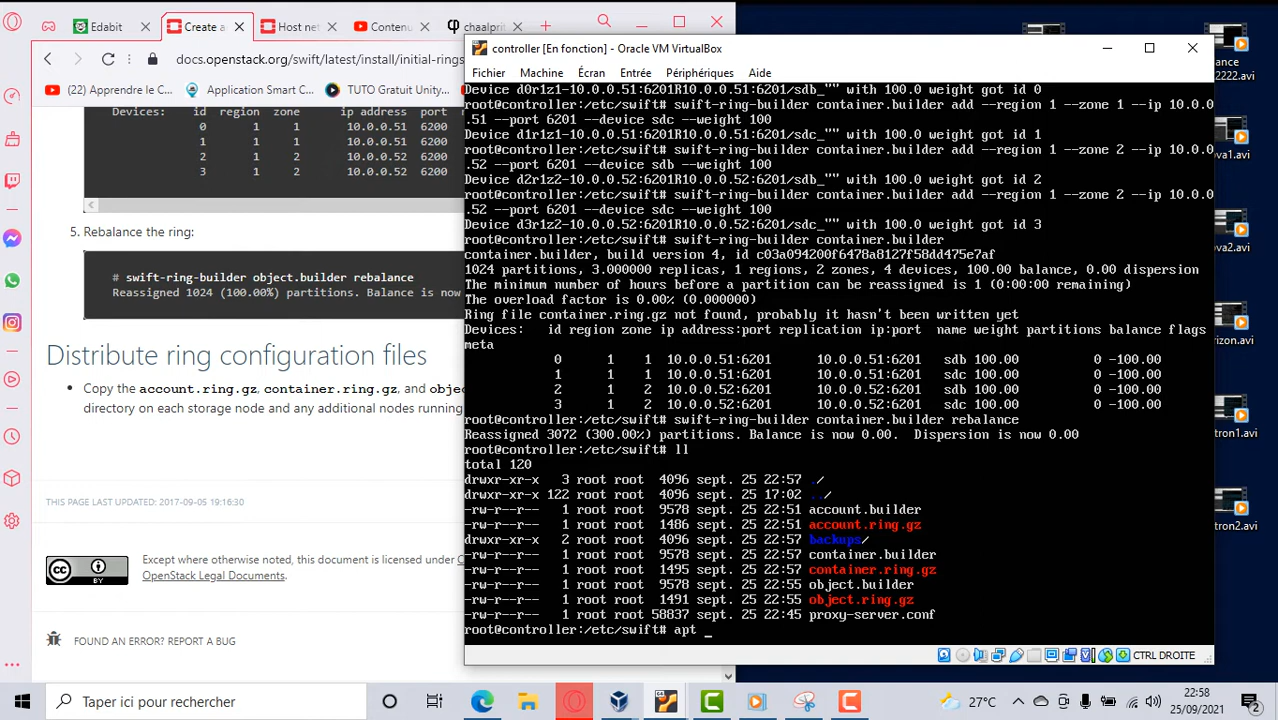 Edabit
Create a
Host net
Contenu
chaalprit
docs.openstack.org/swift/latest/install/initial-rings
(22) Apprendre le C...
Application Smart C...
TUTO Gratuit Unity...
Devices: id region zone ip address port
0 1 1 10.0.0.51 6200
1 1 1 10.0.0.51 6200
2 1 2 10.0.0.52 6200
3 1 2 10.0.0.52 6200
5. Rebalance the ring:
# swift-ring-builder object.builder rebalance
Reassigned 1024 (100.00%) partitions. Balance is now
Distribute ring configuration files
• Copy the account.ring.gz, container.ring.gz, and objec
directory on each storage node and any additional nodes running
THIS PAGE LAST UPDATED: 2017-09-05 19:16:30
Except where otherwise noted, this document is licensed under C
OpenStack Legal Documents.
FOUND AN ERROR? REPORT A BUG
controller [En fonction] - Oracle VM VirtualBox
Fichier Machine Écran Entrée Périphériques Aide
Device d0r1z1-10.0.0.51:6201R10.0.0.51:6201/sdb_"" with 100.0 weight got id 0
root@controller:/etc/swift# swift-ring-builder container.builder add --region 1 --zone 1 --ip 10.0.0
.51 --port 6201 --device sdc --weight 100
Device d1r1z1-10.0.0.51:6201R10.0.0.51:6201/sdc_"" with 100.0 weight got id 1
root@controller:/etc/swift# swift-ring-builder container.builder add --region 1 --zone 2 --ip 10.0.0
.52 --port 6201 --device sdb --weight 100
Device d2r1z2-10.0.0.52:6201R10.0.0.52:6201/sdb_"" with 100.0 weight got id 2
root@controller:/etc/swift# swift-ring-builder container.builder add --region 1 --zone 2 --ip 10.0.0
.52 --port 6201 --device sdc --weight 100
Device d3r1z2-10.0.0.52:6201R10.0.0.52:6201/sdc_"" with 100.0 weight got id 3
root@controller:/etc/swift# swift-ring-builder container.builder
container.builder, build version 4, id c03a094200f6478a8127f58dd475e7af
1024 partitions, 3.000000 replicas, 1 regions, 2 zones, 4 devices, 100.00 balance, 0.00 dispersion
The minimum number of hours before a partition can be reassigned is 1 (0:00:00 remaining)
The overload factor is 0.00% (0.000000)
Ring file container.ring.gz not found, probably it hasn't been written yet
Devices: id region zone ip address:port replication ip:port name weight partitions balance flags
meta
0 1 1 10.0.0.51:6201 10.0.0.51:6201 sdb 100.00 0 -100.00
1 1 1 10.0.0.51:6201 10.0.0.51:6201 sdc 100.00 0 -100.00
2 1 2 10.0.0.52:6201 10.0.0.52:6201 sdb 100.00 0 -100.00
3 1 2 10.0.0.52:6201 10.0.0.52:6201 sdc 100.00 0 -100.00
root@controller:/etc/swift# swift-ring-builder container.builder rebalance
Reassigned 3072 (300.00%) partitions. Balance is now 0.00. Dispersion is now 0.00
root@controller:/etc/swift# ll
total 120
drwxr-xr-x 3 root root 4096 sept. 25 22:57 ./
drwxr-xr-x 122 root root 4096 sept. 25 17:02 ../
-rw-r--r-- 1 root root 9578 sept. 25 22:51 account.builder
-rw-r--r-- 1 root root 1486 sept. 25 22:51 account.ring.gz
drwxr-xr-x 2 root root 4096 sept. 25 22:57 backups/
-rw-r--r-- 1 root root 9578 sept. 25 22:57 container.builder
-rw-r--r-- 1 root root 1495 sept. 25 22:57 container.ring.gz
-rw-r--r-- 1 root root 9578 sept. 25 22:55 object.builder
-rw-r--r-- 1 root root 1491 sept. 25 22:55 object.ring.gz
-rw-r--r-- 1 root root 58837 sept. 25 22:45 proxy-server.conf
root@controller:/etc/swift# apt _
CTRL DROITE
ance
2222.avi
ova1.avi
ova2.avi
rizon.avi
tron1.avi
tron2.avi
Taper ici pour rechercher
27°C
22:58
25/09/2021
2